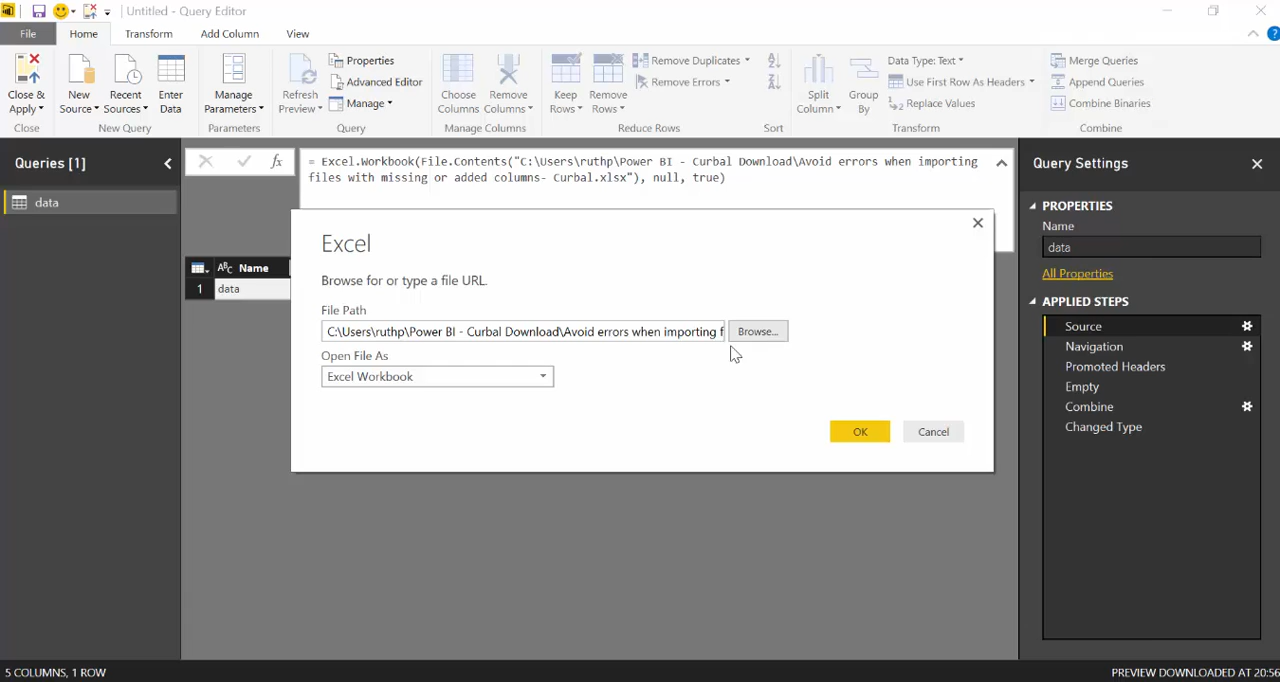 Untitled - Query Editor
File
Home
Transform
Add Column
View
?
Close & Apply
Close
New Source
Recent Sources
Enter Data
New Query
Manage Parameters
Parameters
Refresh Preview
Properties
Advanced Editor
Manage
Query
Choose Columns
Remove Columns
Manage Columns
Keep Rows
Remove Rows
Remove Duplicates
Remove Errors
Reduce Rows
Sort
Split Column
Group By
Data Type: Text
Use First Row As Headers
Replace Values
Transform
Merge Queries
Append Queries
Combine Binaries
Combine
Queries [1]
data
fx
= Excel.Workbook(File.Contents("C:\Users\ruthp\Power BI - Curbal Download\Avoid errors when importing
files with missing or added columns- Curbal.xlsx"), null, true)
ABC Name
1 data
Excel
Browse for or type a file URL.
File Path
C:\Users\ruthp\Power BI - Curbal Download\Avoid errors when importing f
Browse...
Open File As
Excel Workbook
OK
Cancel
Query Settings
PROPERTIES
Name
data
All Properties
APPLIED STEPS
Source
Navigation
Promoted Headers
Empty
Combine
Changed Type
5 COLUMNS, 1 ROW
PREVIEW DOWNLOADED AT 20:56